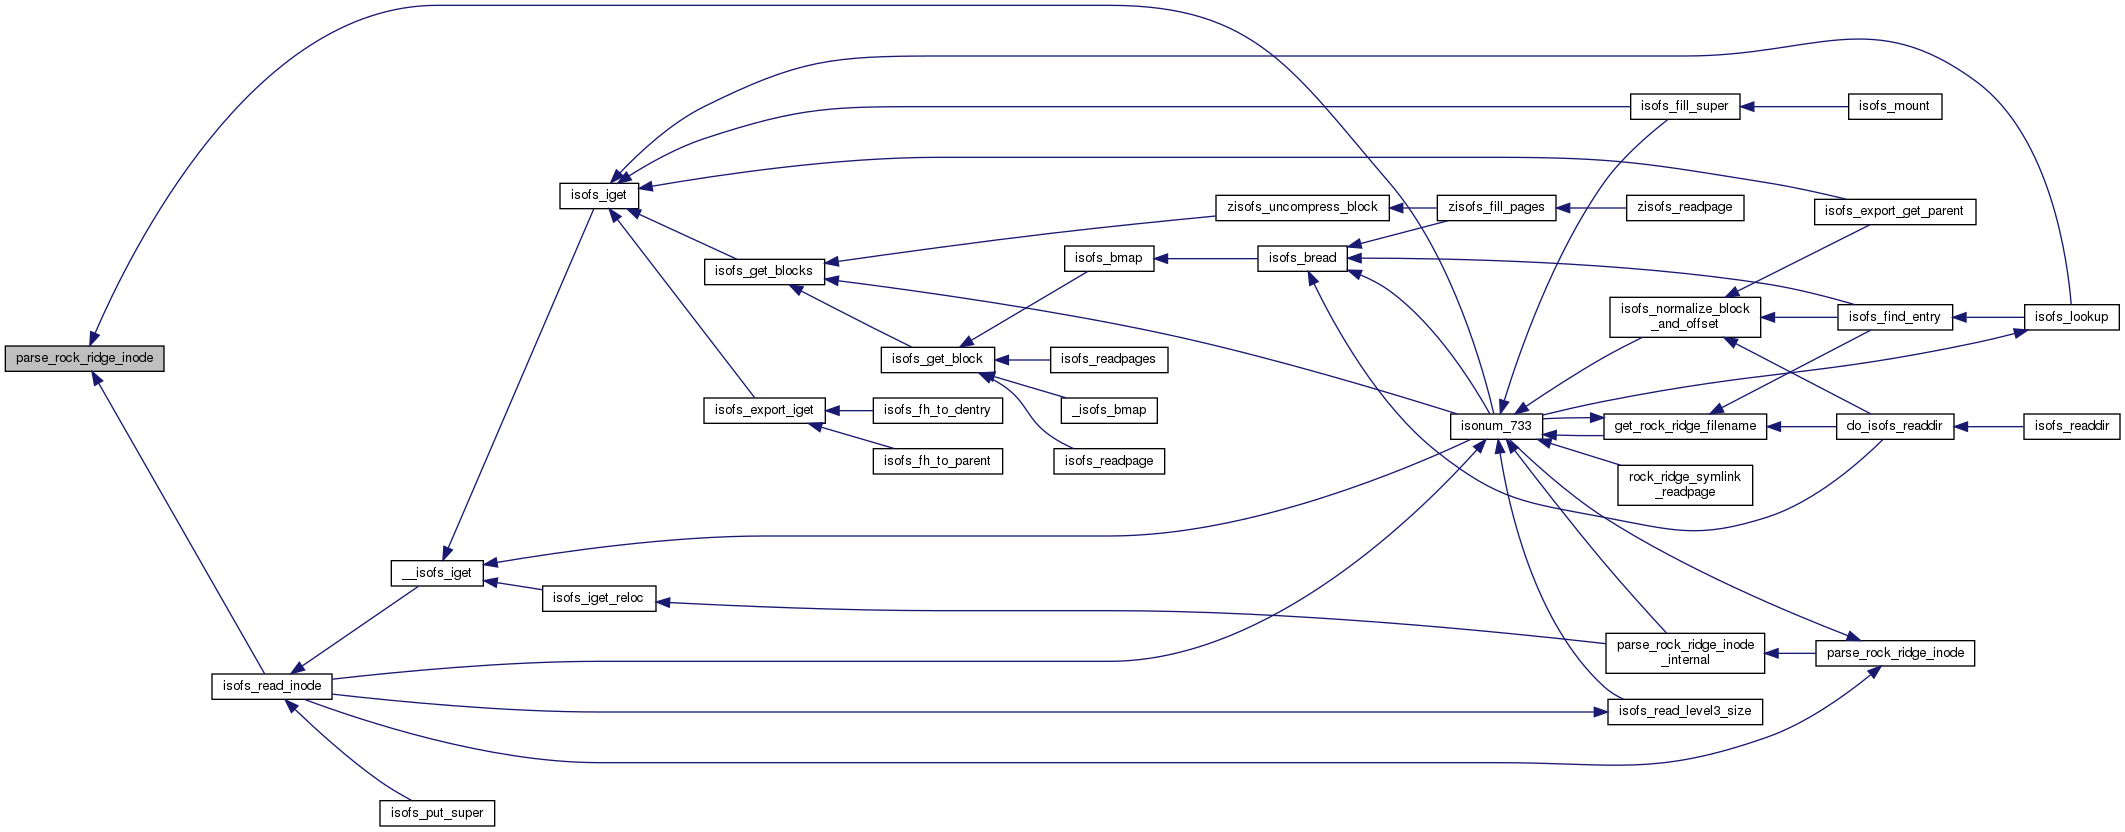 isofs_fill_super
isofs_mount
isofs_iget
zisofs_uncompress_block
zisofs_fill_pages
zisofs_readpage
isofs_export_get_parent
isofs_get_blocks
isofs_bmap
isofs_bread
isofs_normalize_block
_and_offset
isofs_find_entry
isofs_lookup
parse_rock_ridge_inode
isofs_get_block
isofs_readpages
isofs_export_iget
isofs_fh_to_dentry
_isofs_bmap
isonum_733
get_rock_ridge_filename
do_isofs_readdir
isofs_readdir
isofs_fh_to_parent
isofs_readpage
rock_ridge_symlink
_readpage
__isofs_iget
isofs_iget_reloc
parse_rock_ridge_inode
_internal
parse_rock_ridge_inode
isofs_read_inode
isofs_read_level3_size
isofs_put_super